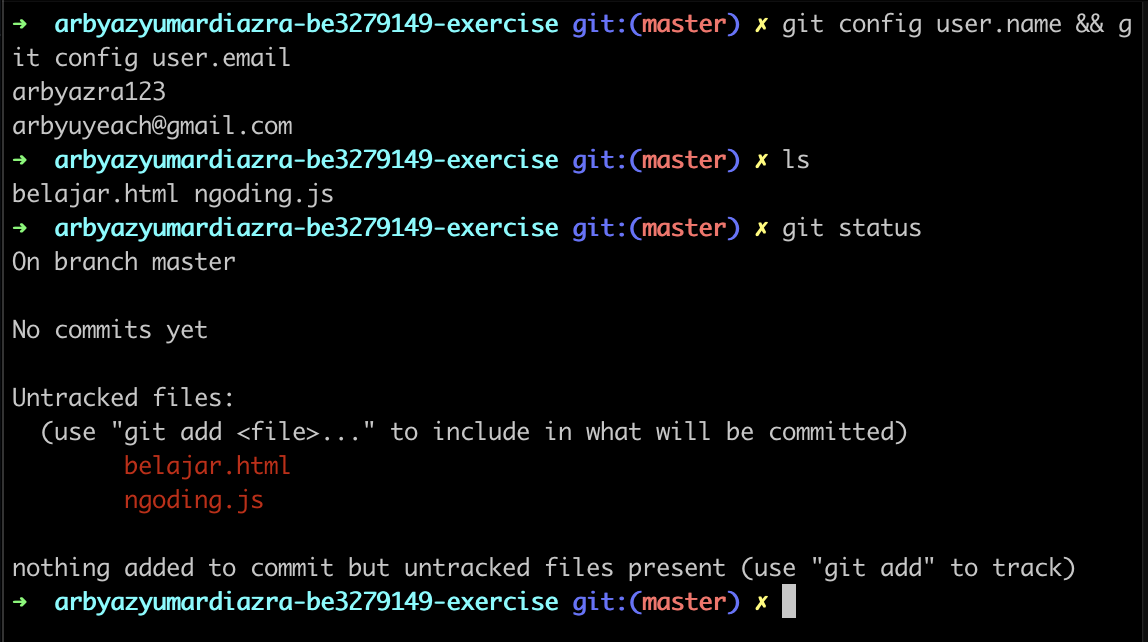 ➜  arbyazyumardiazra-be3279149-exercise git:(master) ✗ git config user.name && g
it config user.email
arbyazra123
arbyuyeach@gmail.com
➜  arbyazyumardiazra-be3279149-exercise git:(master) ✗ ls
belajar.html ngoding.js
➜  arbyazyumardiazra-be3279149-exercise git:(master) ✗ git status
On branch master
No commits yet
Untracked files:
  (use "git add <file>..." to include in what will be committed)
        belajar.html
        ngoding.js
nothing added to commit but untracked files present (use "git add" to track)
➜  arbyazyumardiazra-be3279149-exercise git:(master) ✗